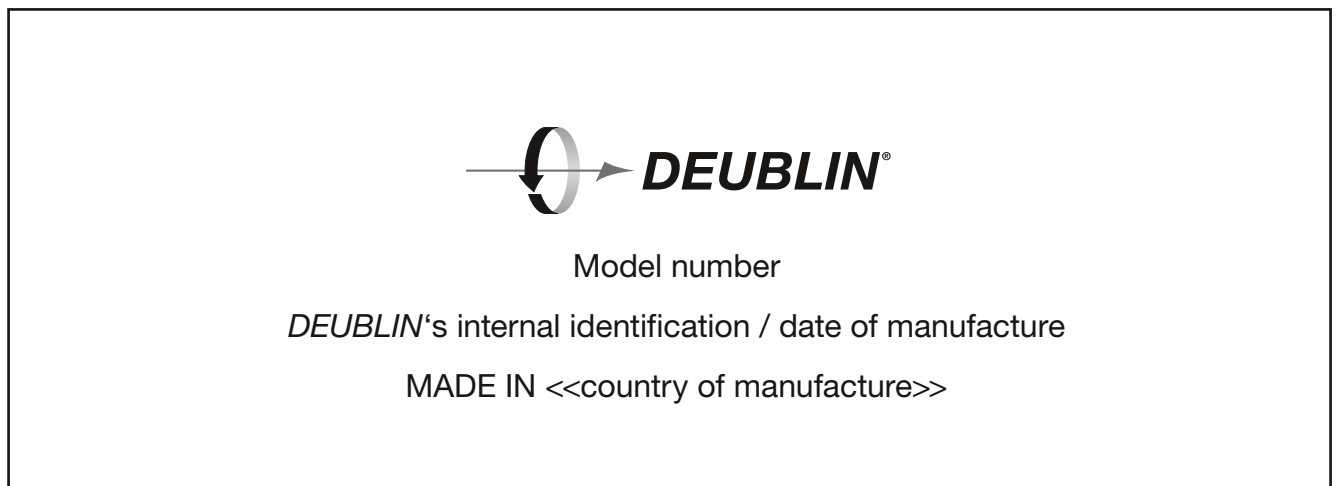 DEUBLIN®
Model number
DEUBLIN‘s internal identification / date of manufacture
MADE IN <<country of manufacture>>